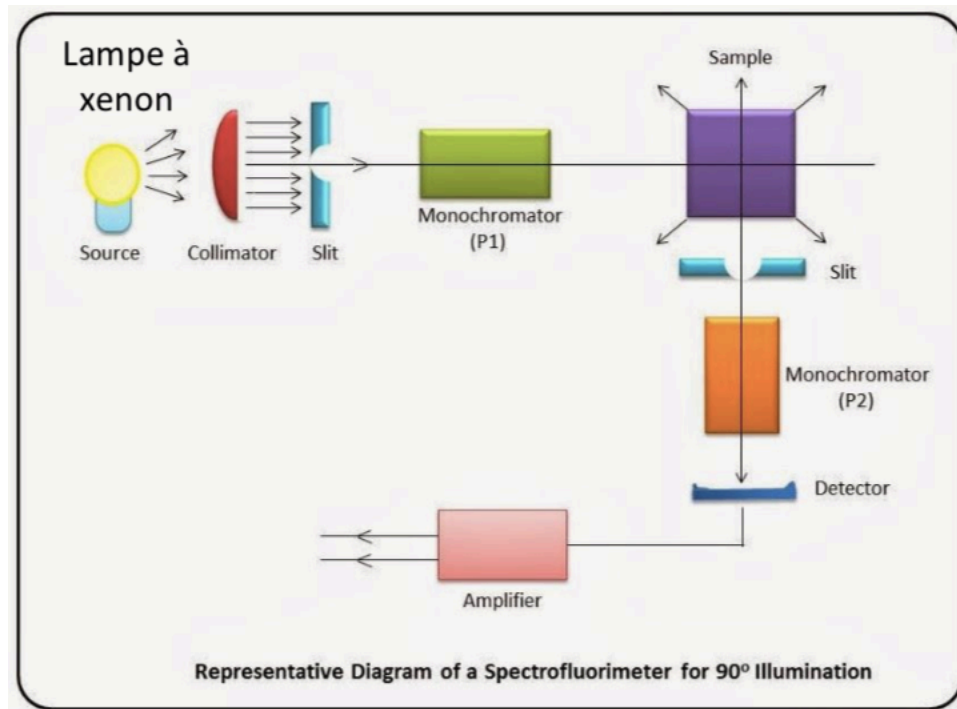 Lampe à
xenon
Sample
Source
Collimator
Slit
Monochromator
(P1)
Slit
Monochromator
(P2)
Detector
Amplifier
Representative Diagram of a Spectrofluorimeter for 90º Illumination